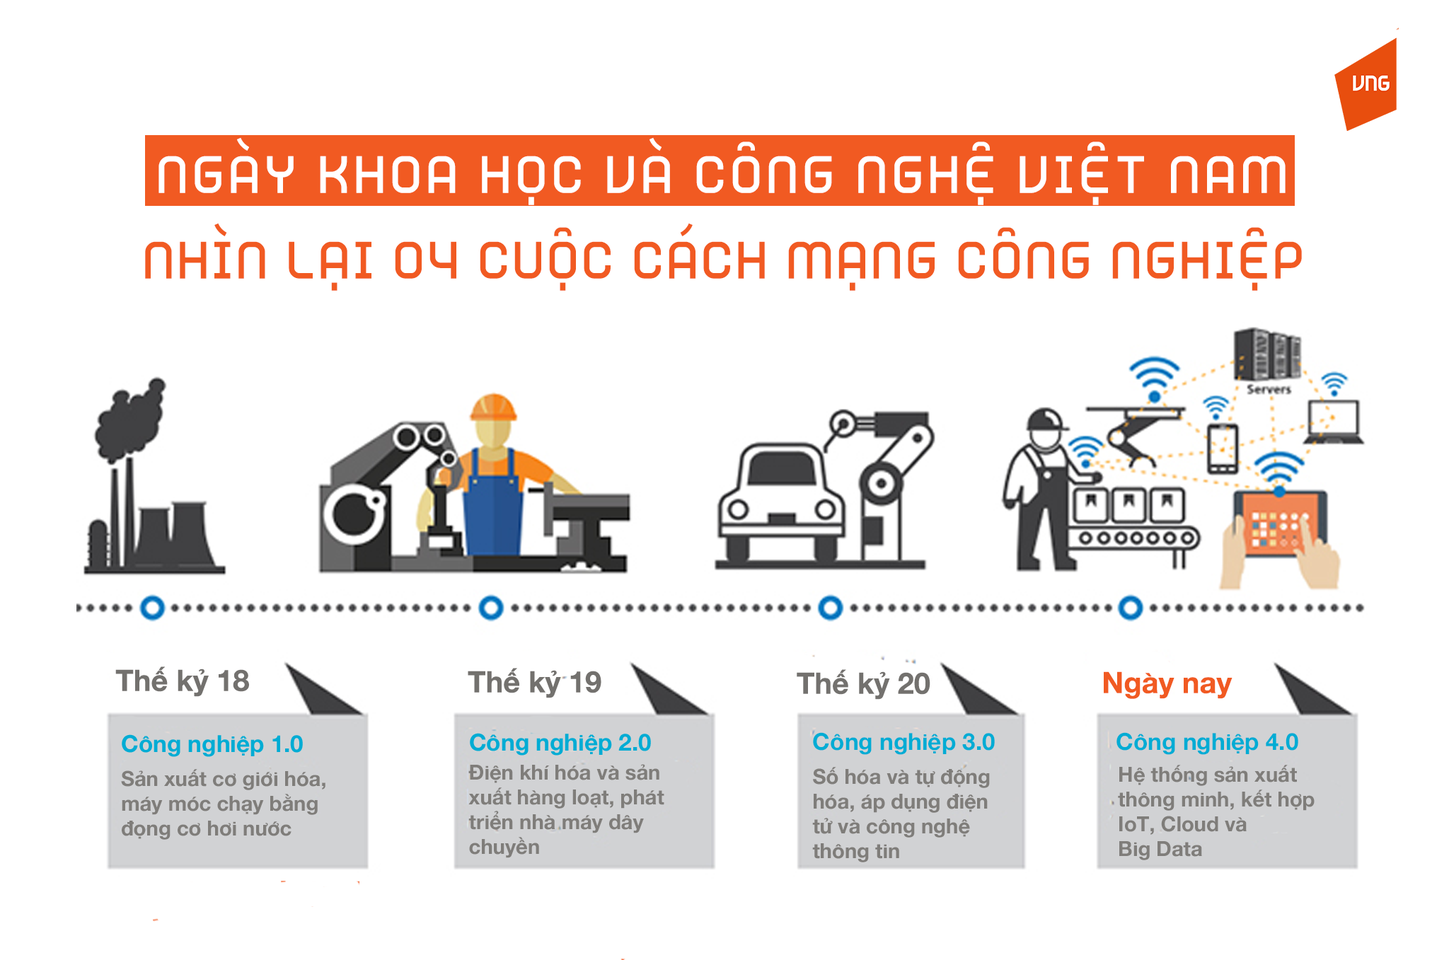 VNG
NGÀY KHOA HỌC VÀ CÔNG NGHỆ VIỆT NAM
NHÌN LẠI 04 CUỘC CÁCH MẠNG CÔNG NGHIỆP
Servers
Thế kỷ 18
Công nghiệp 1.0
Sản xuất cơ giới hóa,
máy móc chạy bằng
đọng cơ hơi nước
Thế kỷ 19
Công nghiệp 2.0
Điện khí hóa và sản
xuất hàng loạt, phát
triển nhà máy dây
chuyền
Thế kỷ 20
Công nghiệp 3.0
Số hóa và tự động
hóa, áp dụng điện
tử và công nghệ
thông tin
Ngày nay
Công nghiệp 4.0
Hệ thống sản xuất
thông minh, kết hợp
IoT, Cloud và
Big Data